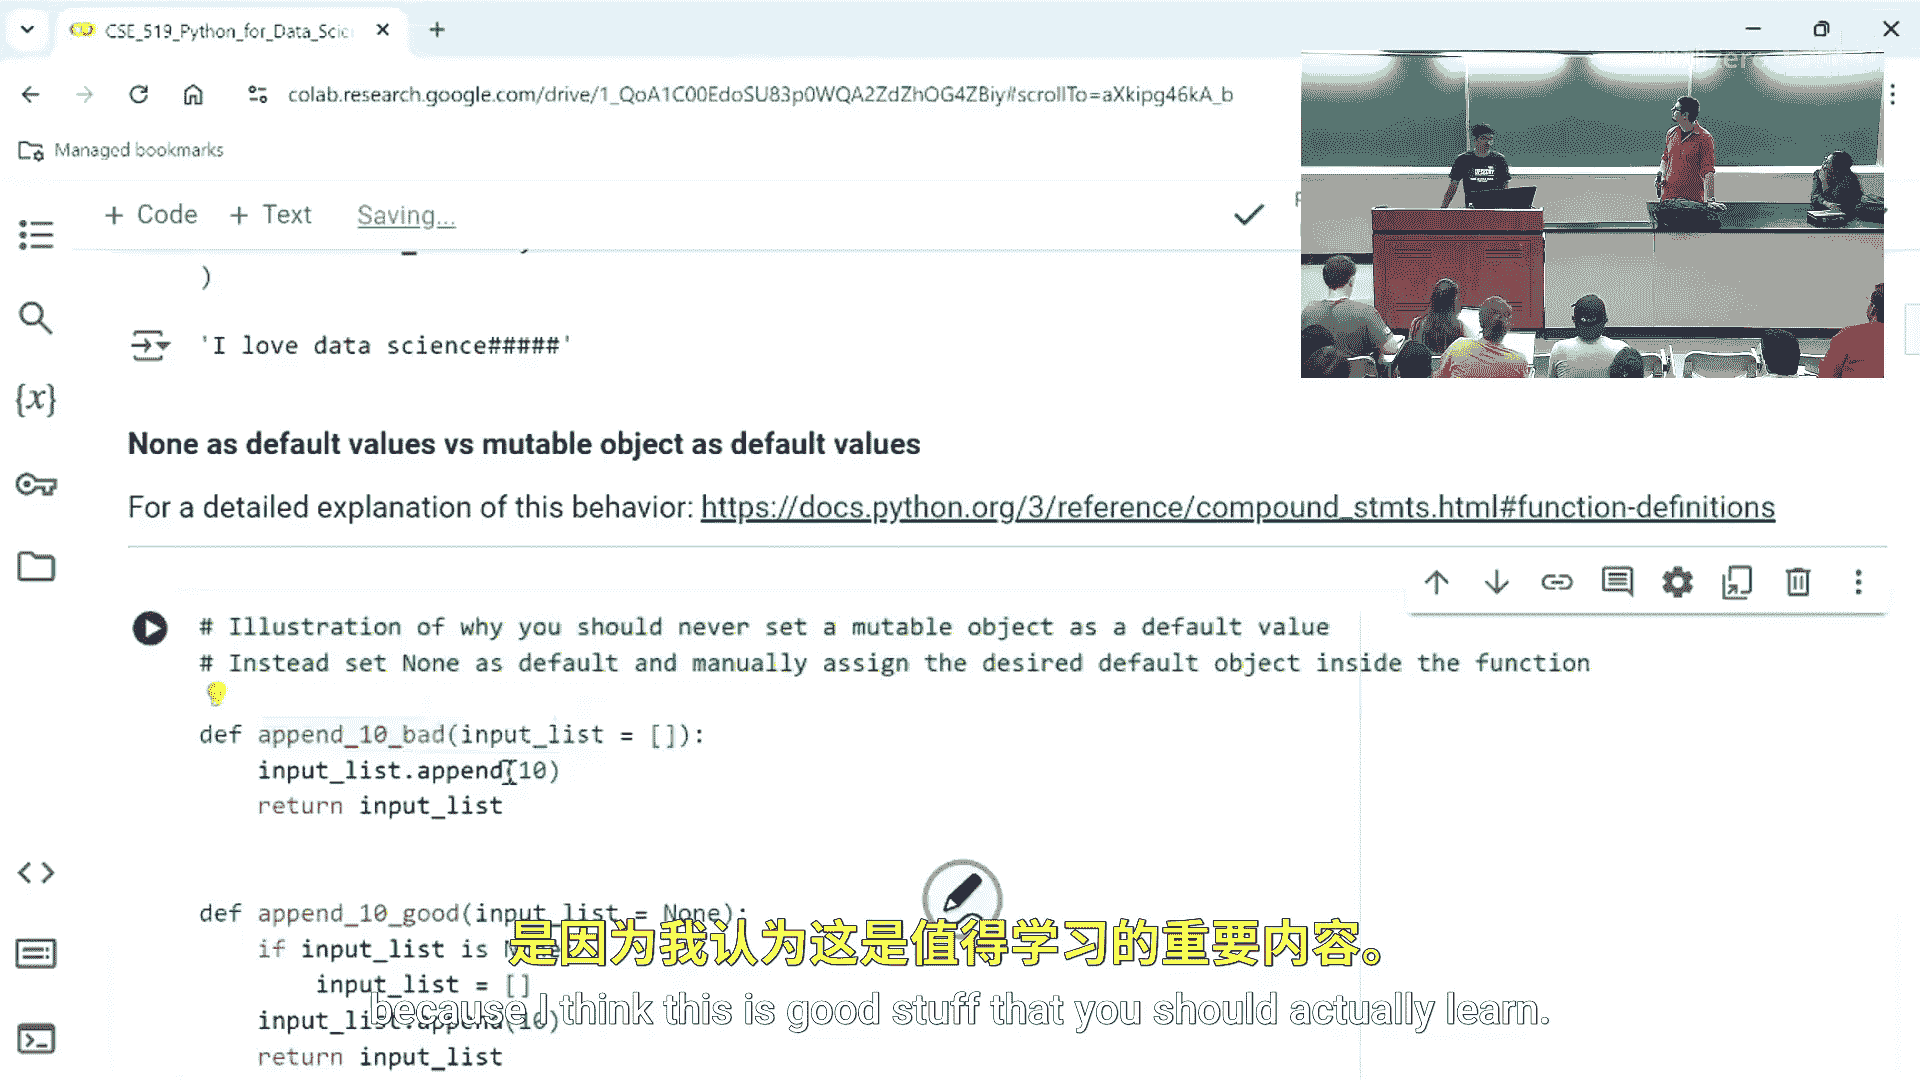 CSE_519_Python_for_Data_Scie
colab.research.google.com/drive/1_QoA1C00EdoSU83p0WQA2ZdZhOG4ZBiy#scrollTo=aXkipg46kA_b
Managed bookmarks
+ Code + Text Saving...
)
'I love data science#####'
None as default values vs mutable object as default values
For a detailed explanation of this behavior: https://docs.python.org/3/reference/compound_stmts.html#function-definitions
# Illustration of why you should never set a mutable object as a default value
# Instead set None as default and manually assign the desired default object inside the function
def append_10_bad(input_list = []):
input_list.append(10)
return input_list
def append_10_good(input_list = None):
if input_list is
input_list = []
input_list.append(10)
return input_list
是因为我认为这是值得学习的重要内容。
because I think this is good stuff that you should actually learn.